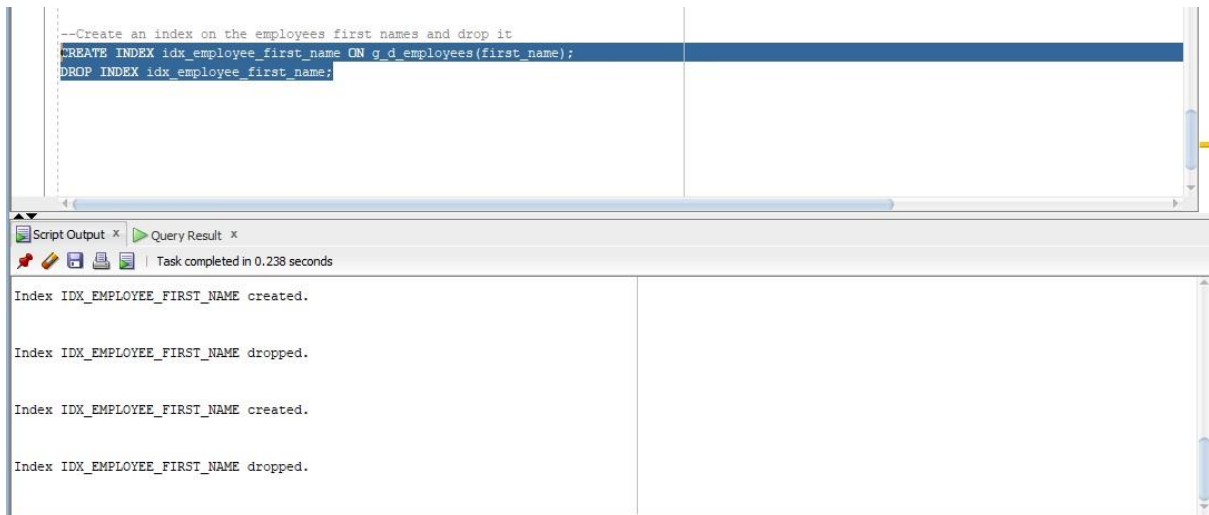 --Create an index on the employees first names and drop it
CREATE INDEX idx_employee_first_name ON g_d_employees(first_name);
DROP INDEX idx_employee_first_name;
Script Output x Query Result x
Task completed in 0.238 seconds
Index IDX_EMPLOYEE_FIRST_NAME created.
Index IDX_EMPLOYEE_FIRST_NAME dropped.
Index IDX_EMPLOYEE_FIRST_NAME created.
Index IDX_EMPLOYEE_FIRST_NAME dropped.